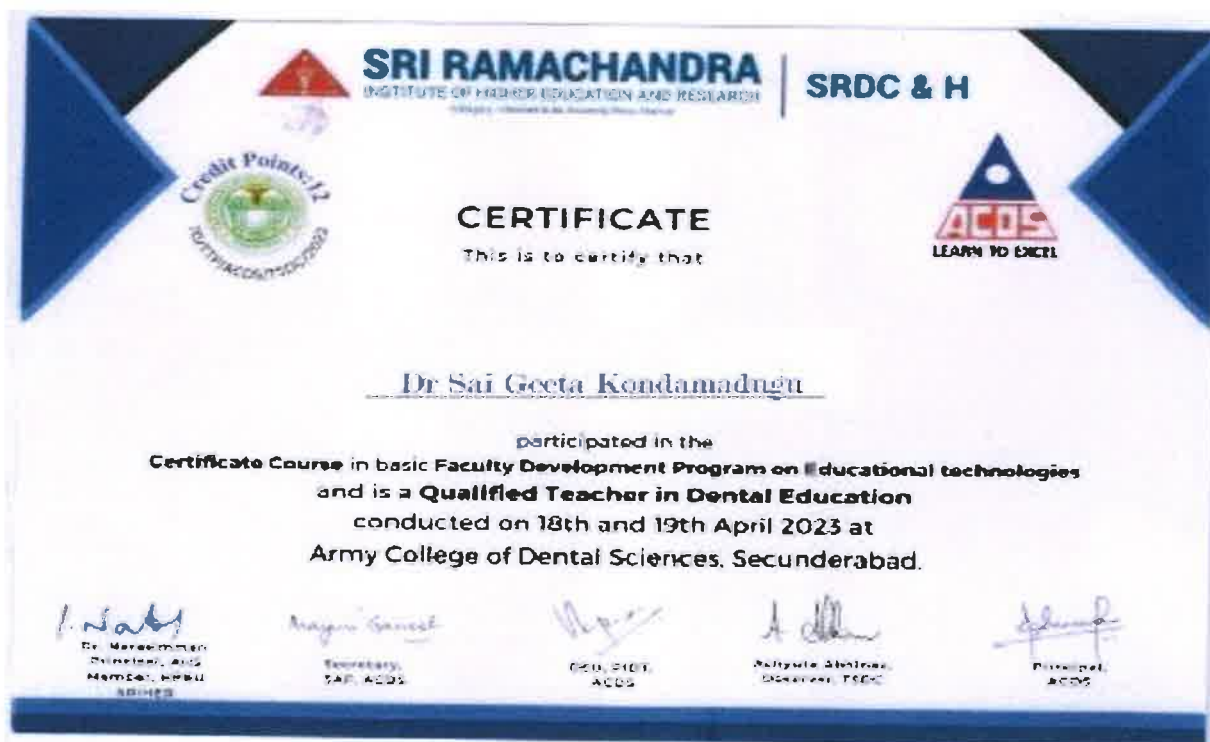 SRI RAMACHANDRA
INSTITUTE OF HIGHER EDUCATION AND RESEARCH
SRDC & H
Credit Points:12
ACDS
LEARN TO EXCEL
CERTIFICATE
This is to certify that
Dr Sai Geeta Kondamadugu
participated in the
Certificate Course in basic Faculty Development Program on Educational technologies
and is a Qualified Teacher in Dental Education
conducted on 18th and 19th April 2023 at
Army College of Dental Sciences, Secunderabad.
Secretary,
ACDS
ACDS
Principal,
ACDS